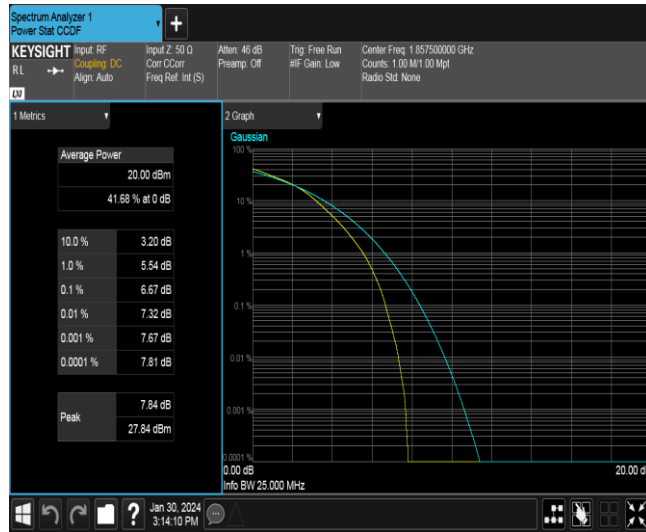 Spectrum Analyzer 1
Power Stat CCDF
KEYSIGHT
RL
LXI
Input: RF
Coupling: DC
Align: Auto
Input Z: 50 Ω
Corr CCorr
Freq Ref: Int (S)
Atten: 46 dB
Preamp: Off
Trig: Free Run
#IF Gain: Low
Center Freq: 1.857500000 GHz
Counts: 1.00 M/1.00 Mpt
Radio Std: None
1 Metrics
Average Power
20.00 dBm
41.68 % at 0 dB
10.0 % 3.20 dB
1.0 % 5.54 dB
0.1 % 6.67 dB
0.01 % 7.32 dB
0.001 % 7.67 dB
0.0001 % 7.81 dB
Peak
7.84 dB
27.84 dBm
2 Graph
Gaussian
100 %
10 %
1 %
0.1 %
0.01 %
0.001 %
0.0001 %
0.00 dB
20.00 d
Info BW 25.000 MHz
?
Jan 30, 2024
3:14:10 PM